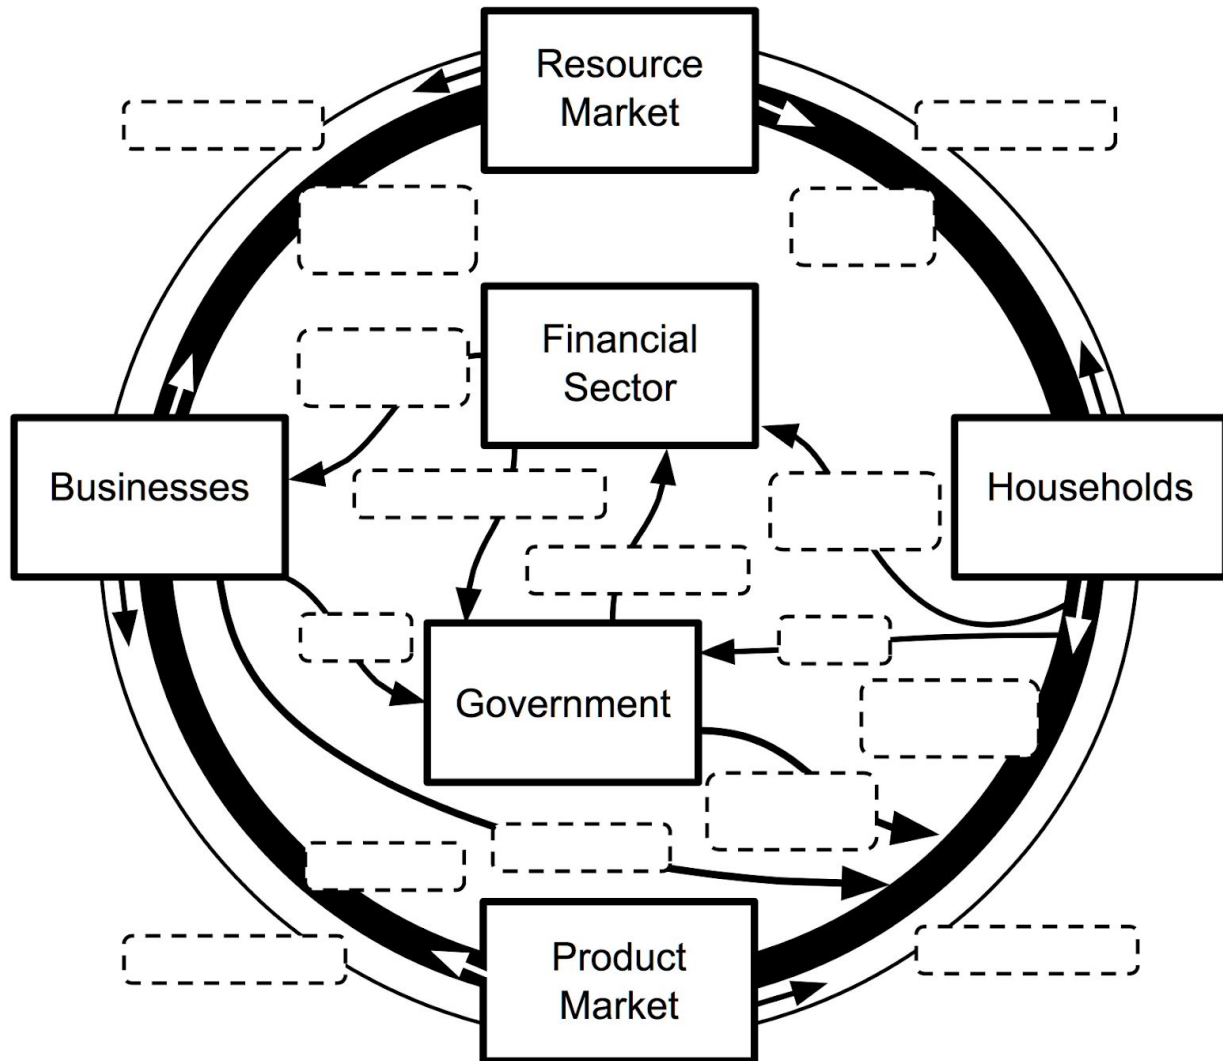 Resource
Market
Financial
Sector
Businesses
Households
Government
Product
Market